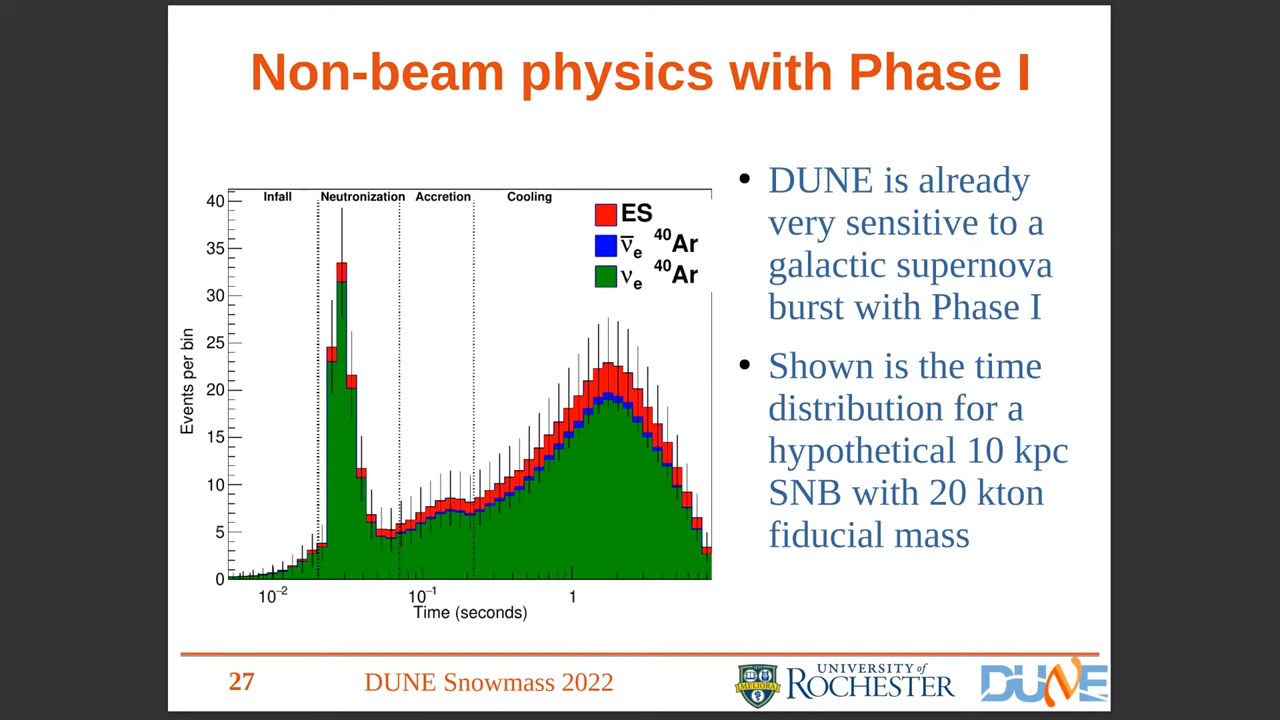 Non-beam physics with Phase I
Infall Neutronization Accretion Cooling
ES
ν̅e 40Ar
νe 40Ar
Events per bin
40
35
30
25
20
15
10
5
0
10−2 10−1 1
Time (seconds)
• DUNE is already
very sensitive to a
galactic supernova
burst with Phase I
• Shown is the time
distribution for a
hypothetical 10 kpc
SNB with 20 kton
fiducial mass
27
DUNE Snowmass 2022
MELIORA
UNIVERSITY of
ROCHESTER
DUNE